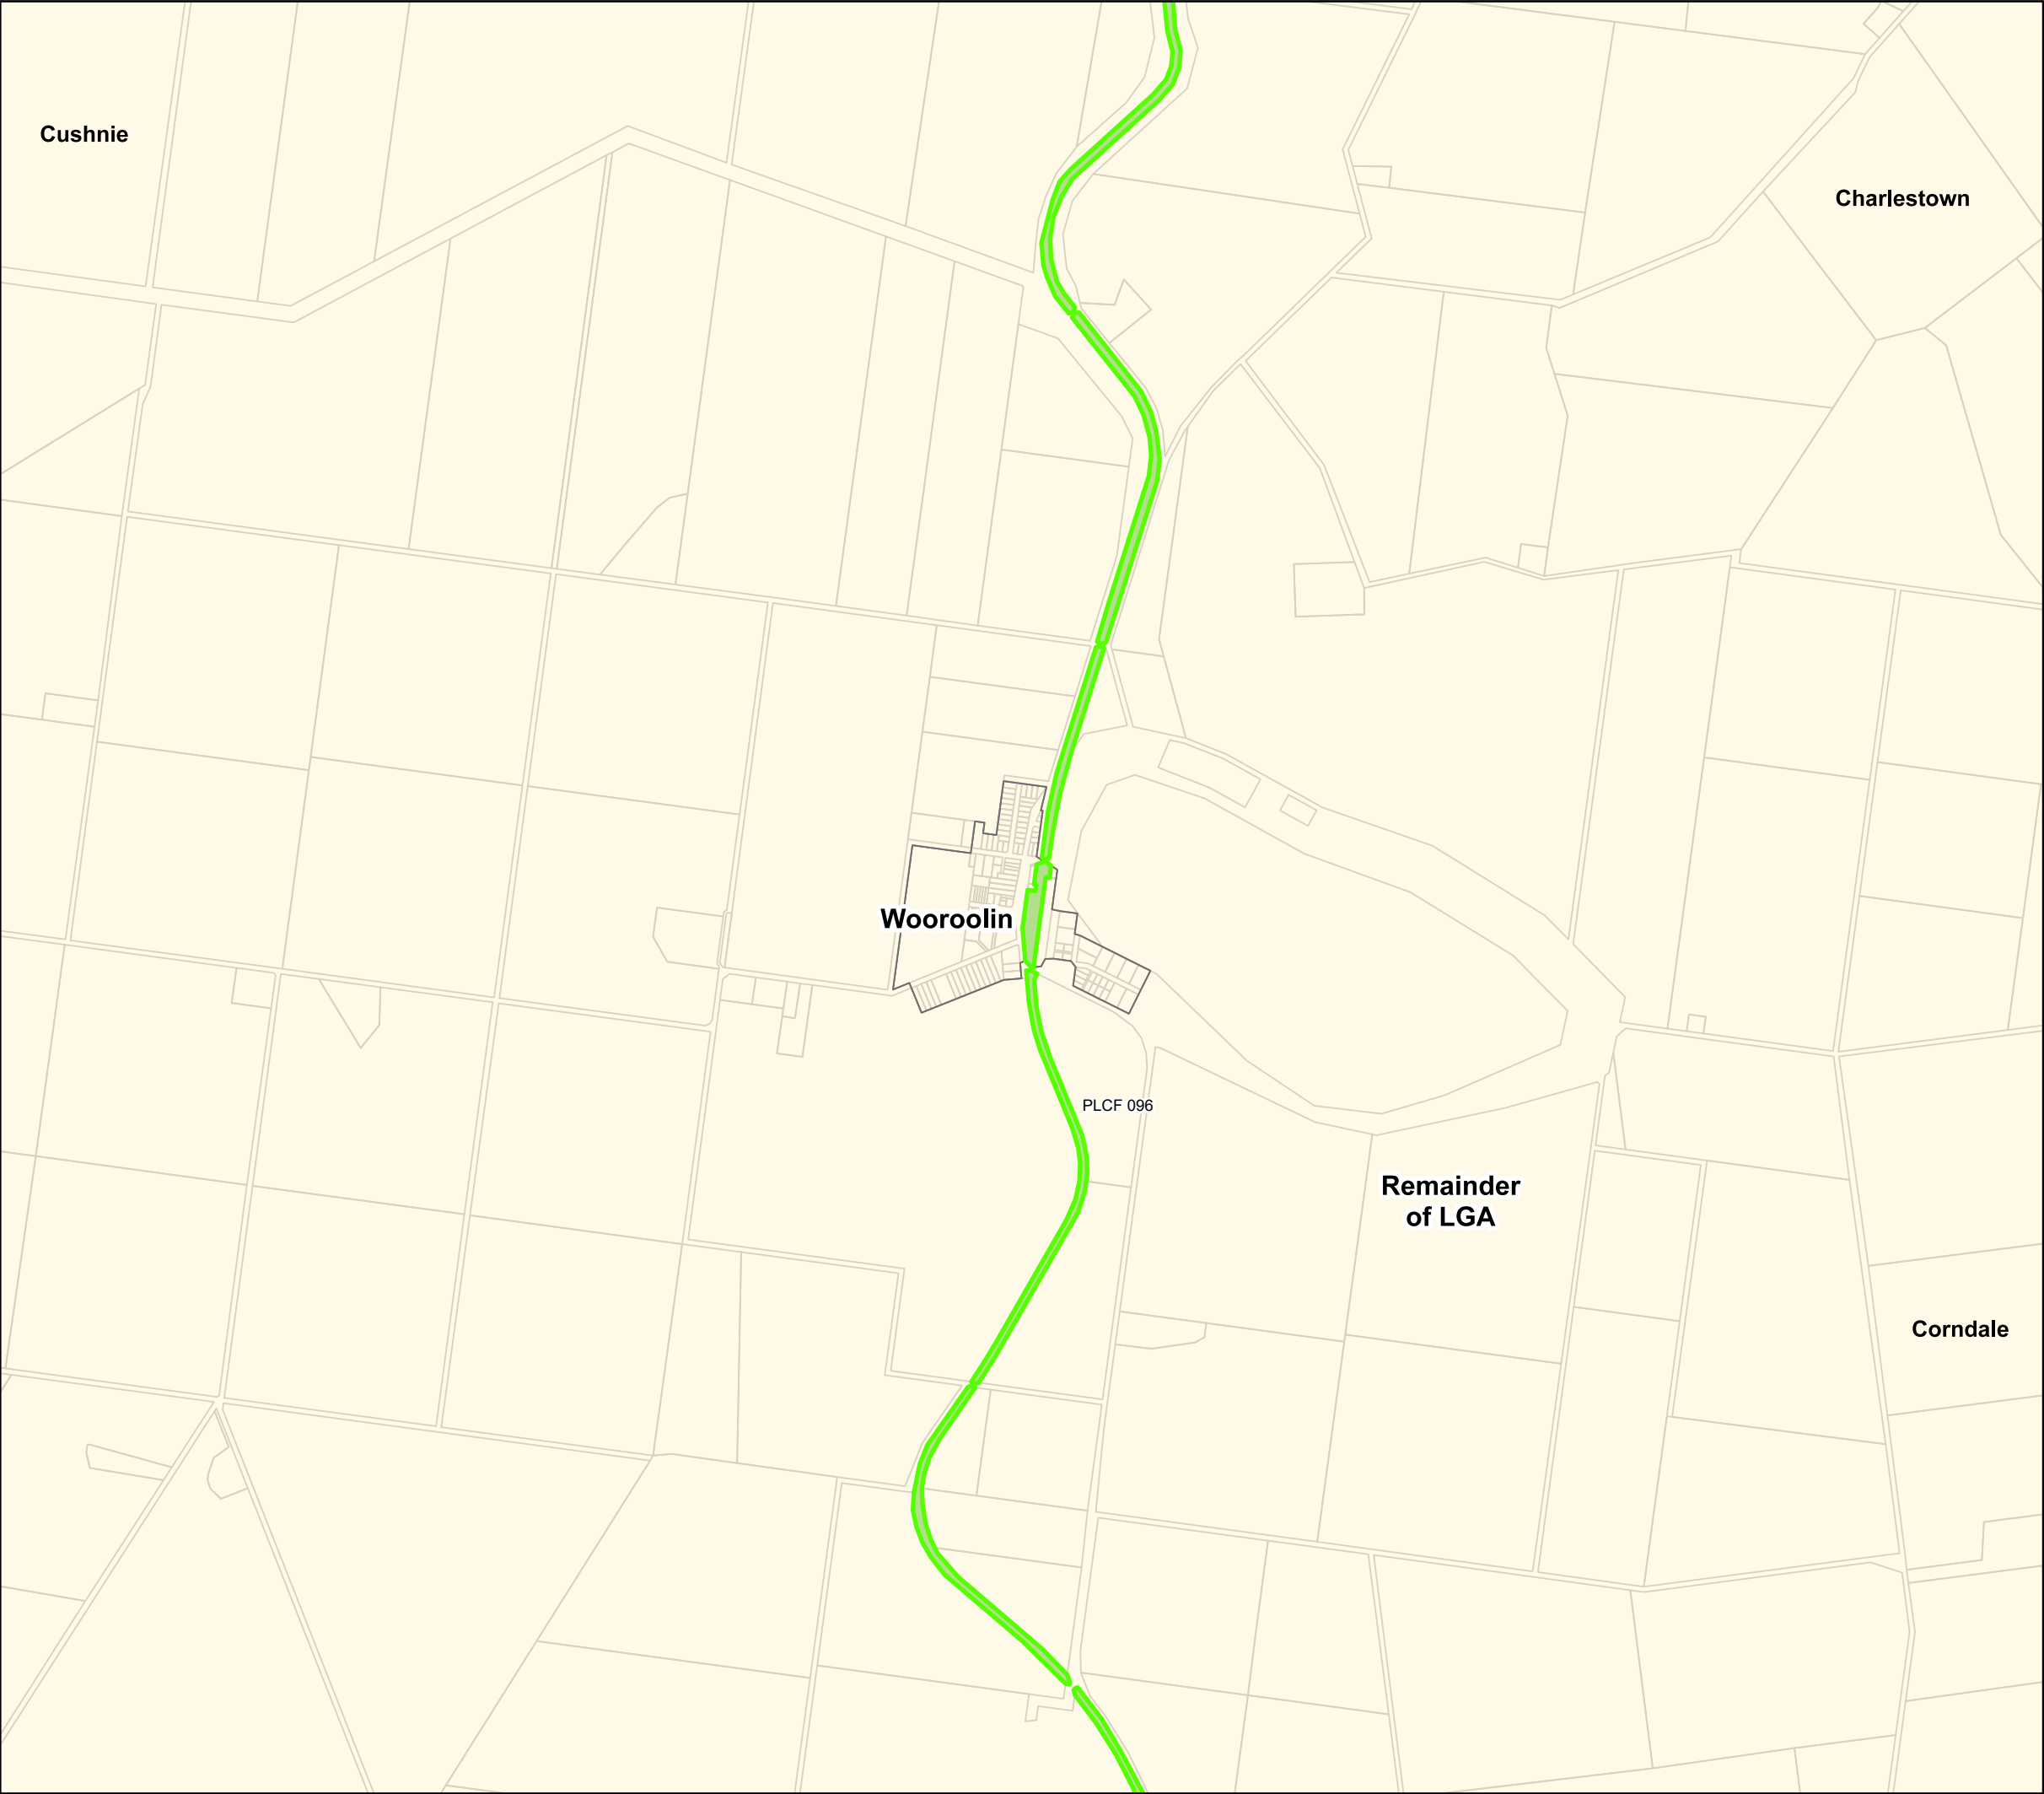 Cushnie
Charlestown
Wooroolin
PLCF 096
Remainder
of LGA
Corndale